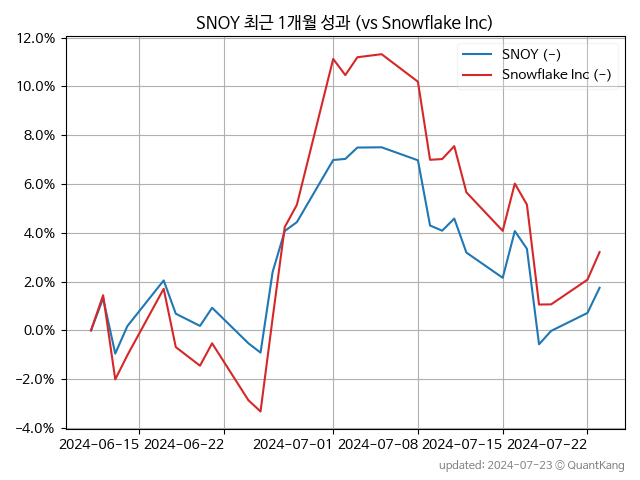 SNOY 최근 1개월 성과 (vs Snowflake Inc)
SNOY (-)
Snowflake Inc (-)
12.0%
10.0%
8.0%
6.0%
4.0%
2.0%
0.0%
-2.0%
-4.0%
2024-06-15 2024-06-22 2024-07-01 2024-07-08 2024-07-15 2024-07-22
updated: 2024-07-23 © QuantKang